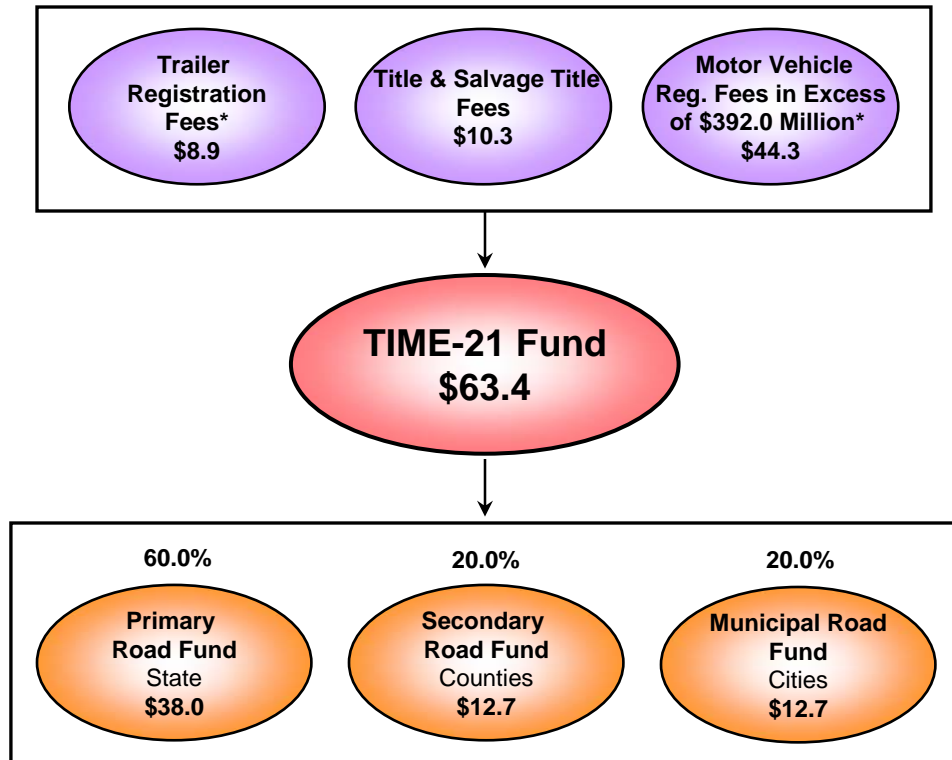 Trailer
Registration
Fees*
$8.9
Title & Salvage Title
Fees
$10.3
Motor Vehicle
Reg. Fees in Excess
of $392.0 Million*
$44.3
TIME-21 Fund
$63.4
60.0%
Primary
Road Fund
State
$38.0
20.0%
Secondary
Road Fund
Counties
$12.7
20.0%
Municipal Road
Fund
Cities
$12.7